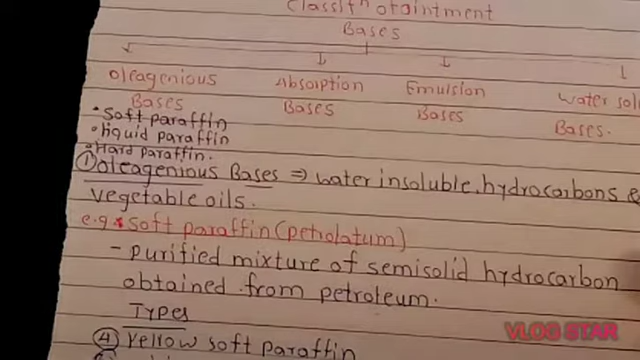 Classifn of ointment
Bases
oleagenious Absorption Emulsion water sol
Bases Bases Bases Bases.
• Soft paraffin
• liquid paraffin
• Hard paraffin.
① oleagenious Bases ⇒ water insoluble, hydrocarbons &
vegetable oils.
e.g * Soft paraffin (petrolatum)
- purified mixture of semisolid hydrocarbon
obtained from petroleum.
Types
④ Yellow soft paraffin
VLOG STAR